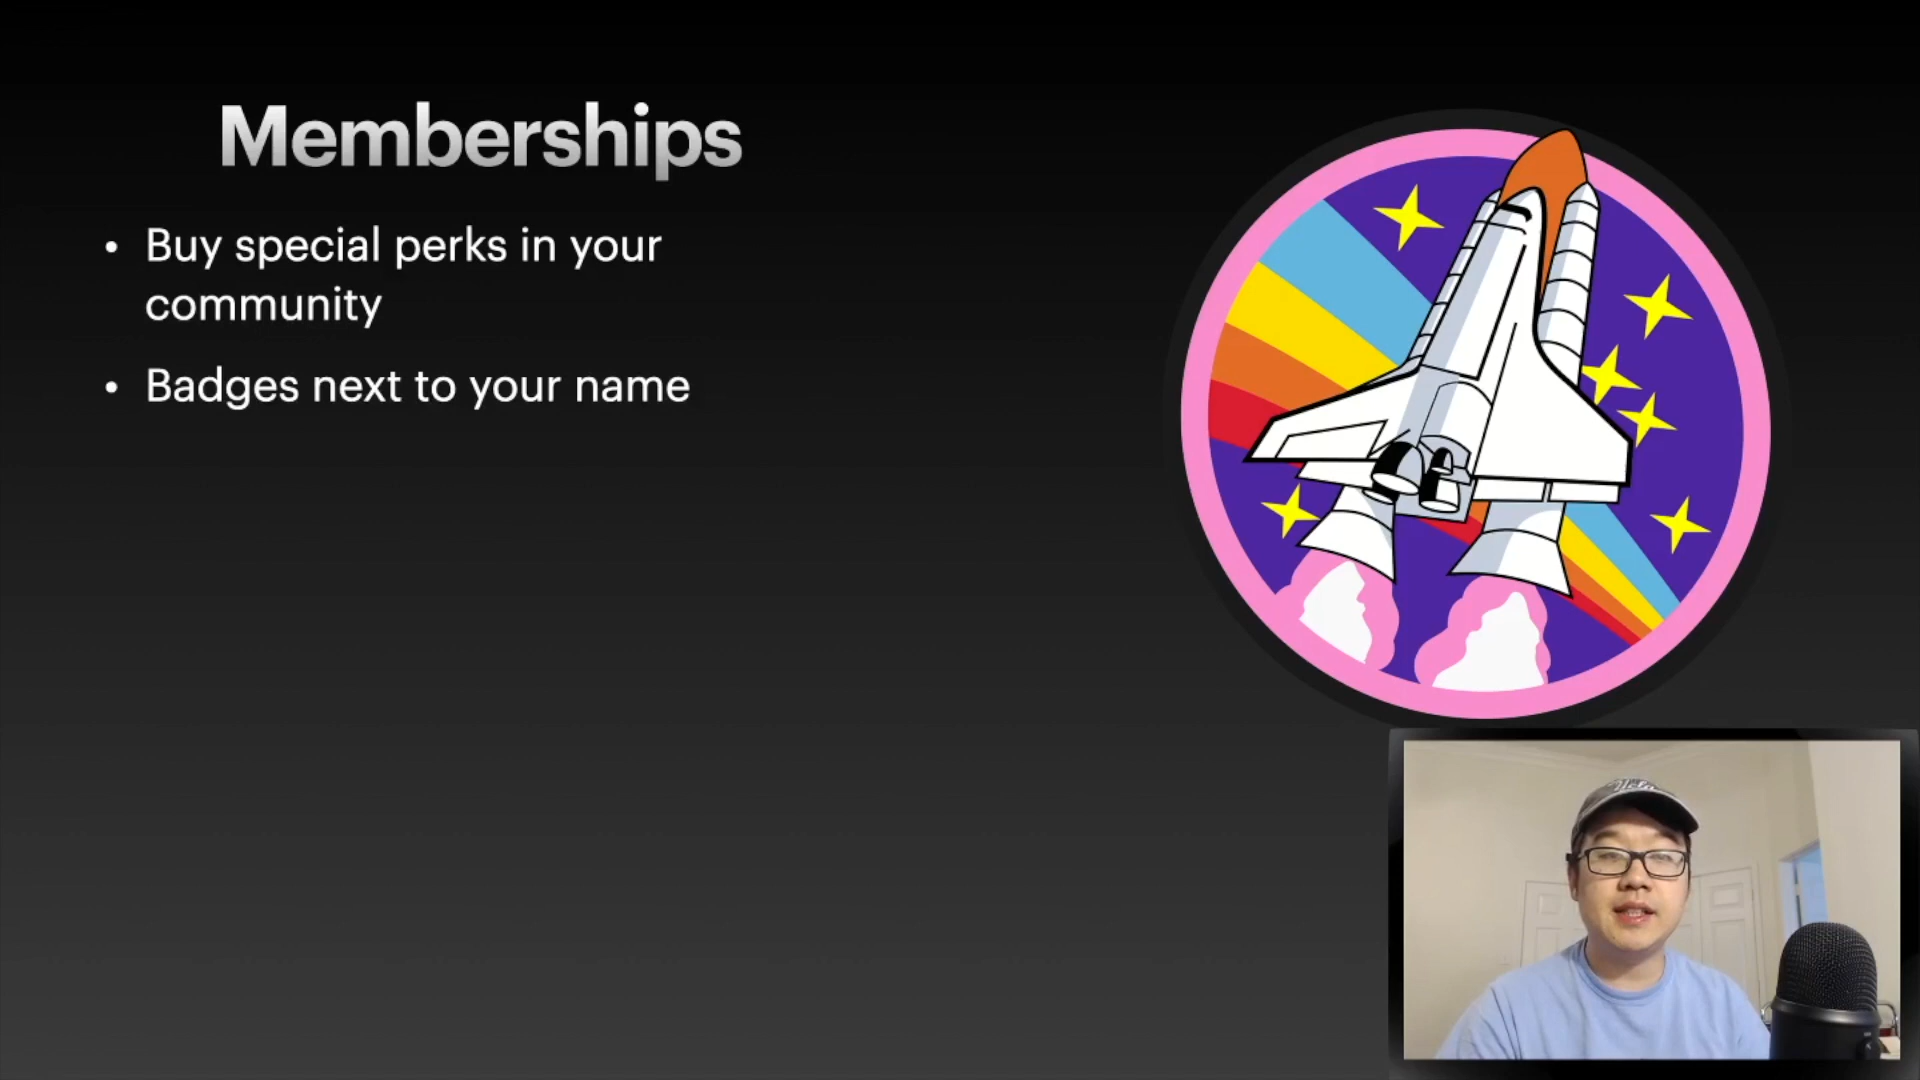 Memberships
• Buy special perks in your
community
• Badges next to your name